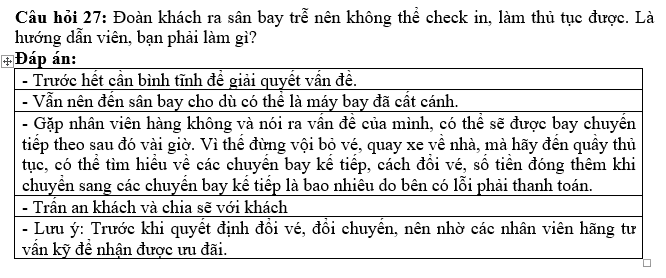 Câu hỏi 27: Đoàn khách ra sân bay trễ nên không thể check in, làm thủ tục được. Là
hướng dẫn viên, bạn phải làm gì?
Đáp án:
- Trước hết cần bình tĩnh để giải quyết vấn đề.
- Vẫn nên đến sân bay cho dù có thể là máy bay đã cất cánh.
- Gặp nhân viên hàng không và nói ra vấn đề của mình, có thể sẽ được bay chuyến
tiếp theo sau đó vài giờ. Vì thế đừng vội bỏ vé, quay xe về nhà, mà hãy đến quầy thủ
tục, có thể tìm hiểu về các chuyến bay kế tiếp, cách đổi vé, số tiền đóng thêm khi
chuyển sang các chuyến bay kế tiếp là bao nhiêu do bên có lỗi phải thanh toán.
- Trấn an khách và chia sẽ với khách
- Lưu ý: Trước khi quyết định đổi vé, đổi chuyến, nên nhờ các nhân viên hãng tư
vấn kỹ để nhận được ưu đãi.